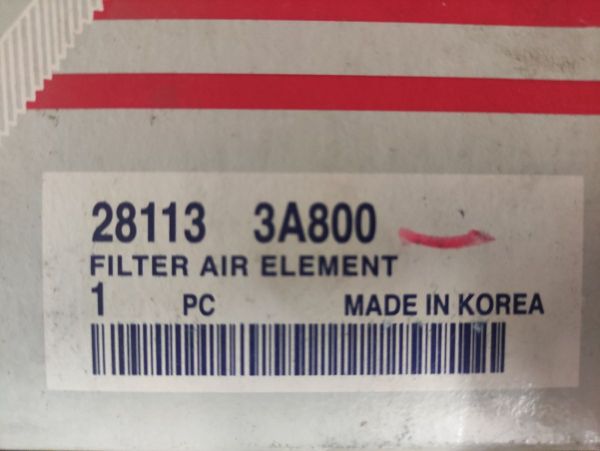 28113 3A800
FILTER AIR ELEMENT
1 PC MADE IN KOREA